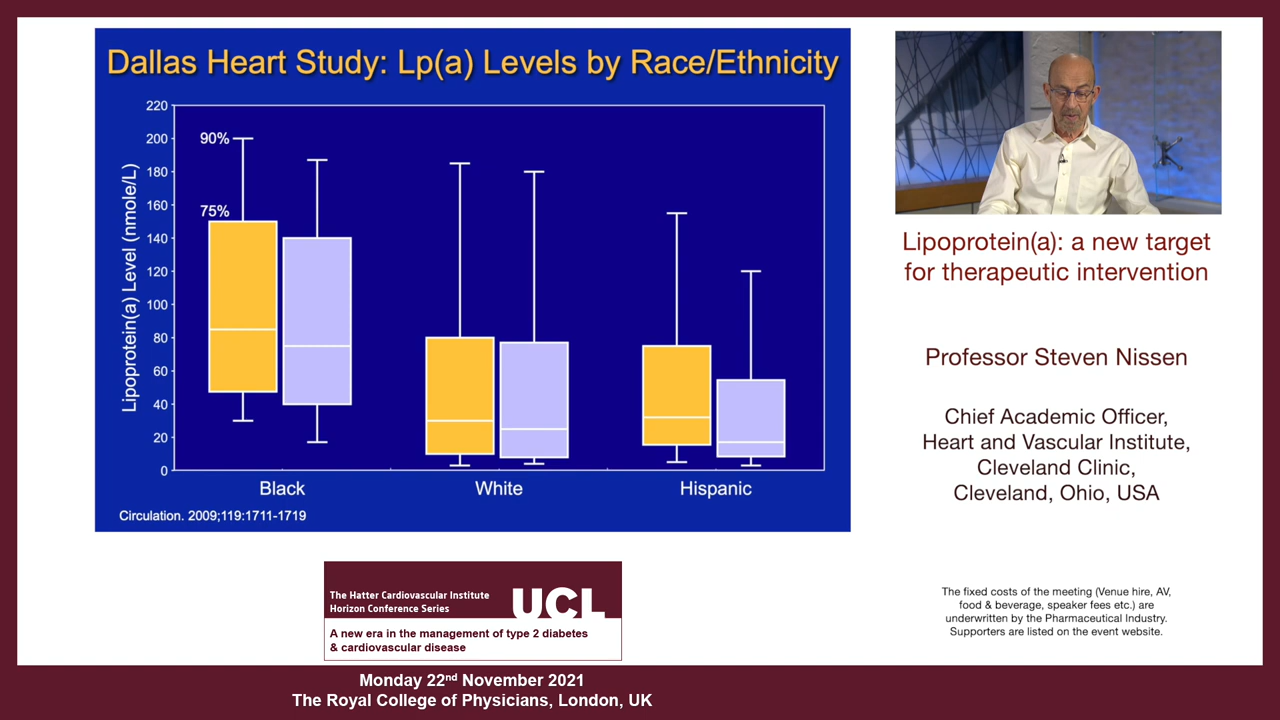 Dallas Heart Study: Lp(a) Levels by Race/Ethnicity
Lipoprotein(a) Level (nmole/L)
220
200
180
160
140
120
100
80
60
40
20
0
90%
75%
Black
White
Hispanic
Circulation. 2009;119:1711-1719
Lipoprotein(a): a new target
for therapeutic intervention
Professor Steven Nissen
Chief Academic Officer,
Heart and Vascular Institute,
Cleveland Clinic,
Cleveland, Ohio, USA
The fixed costs of the meeting (Venue hire, AV,
food & beverage, speaker fees etc.) are
underwritten by the Pharmaceutical Industry.
Supporters are listed on the event website.
The Hatter Cardiovascular Institute
Horizon Conference Series
UCL
A new era in the management of type 2 diabetes
& cardiovascular disease
Monday 22nd November 2021
The Royal College of Physicians, London, UK